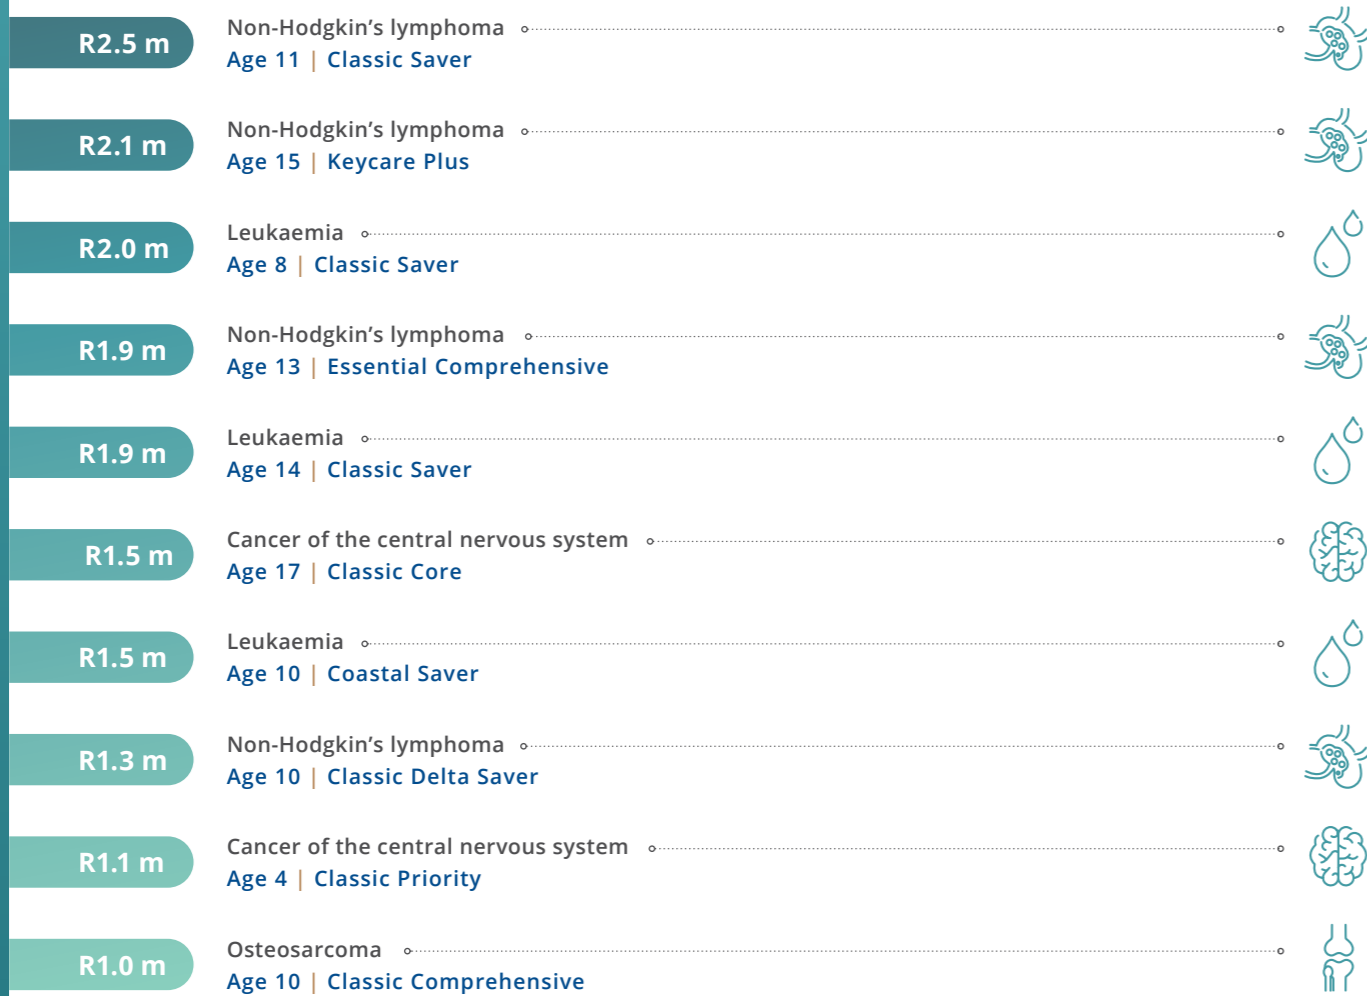 R2.5 m
Non-Hodgkin’s lymphoma
Age 11 | Classic Saver
R2.1 m
Non-Hodgkin’s lymphoma
Age 15 | Keycare Plus
R2.0 m
Leukaemia
Age 8 | Classic Saver
R1.9 m
Non-Hodgkin’s lymphoma
Age 13 | Essential Comprehensive
R1.9 m
Leukaemia
Age 14 | Classic Saver
R1.5 m
Cancer of the central nervous system
Age 17 | Classic Core
R1.5 m
Leukaemia
Age 10 | Coastal Saver
R1.3 m
Non-Hodgkin’s lymphoma
Age 10 | Classic Delta Saver
R1.1 m
Cancer of the central nervous system
Age 4 | Classic Priority
R1.0 m
Osteosarcoma
Age 10 | Classic Comprehensive